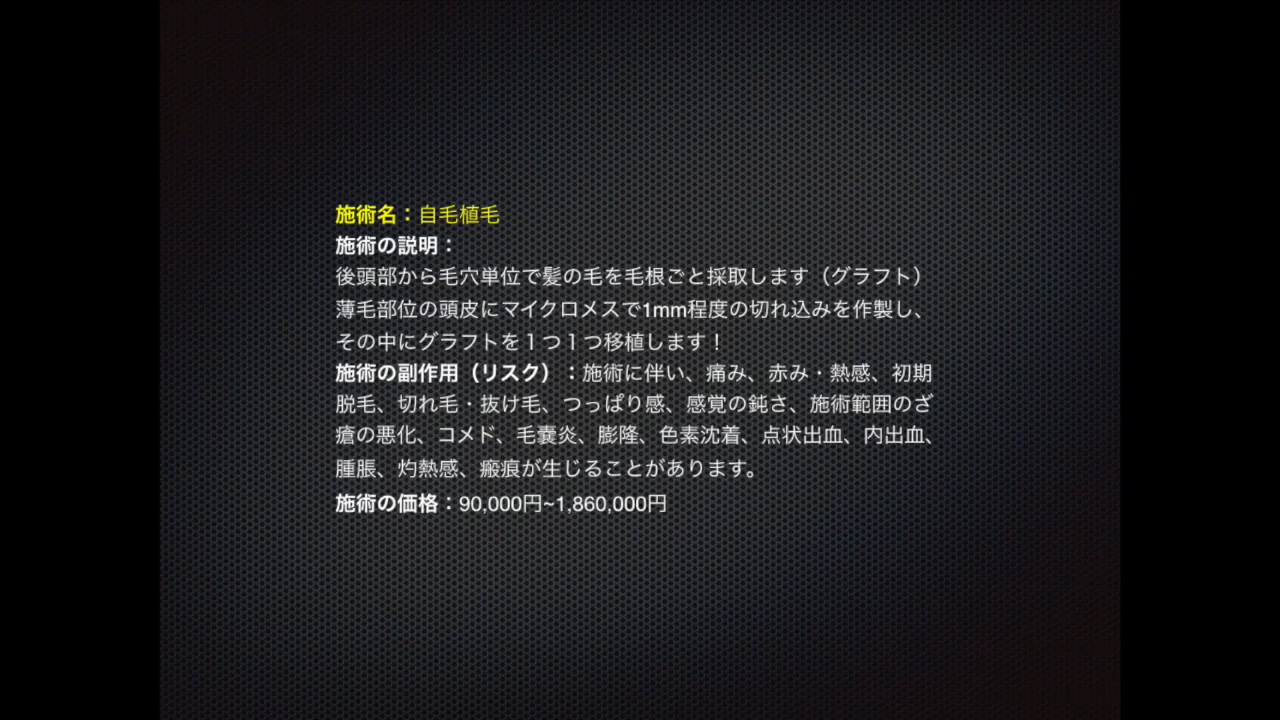 施術名：自毛植毛
施術の説明：
後頭部から毛穴単位で髪の毛を毛根ごと採取します（グラフト）
薄毛部位の頭皮にマイクロメスで1mm程度の切れ込みを作製し、
その中にグラフトを１つ１つ移植します！
施術の副作用（リスク）：施術に伴い、痛み、赤み・熱感、初期
脱毛、切れ毛・抜け毛、つっぱり感、感覚の鈍さ、施術範囲のざ
瘡の悪化、コメド、毛嚢炎、膨隆、色素沈着、点状出血、内出血、
腫脹、灼熱感、瘢痕が生じることがあります。
施術の価格：90,000円~1,860,000円